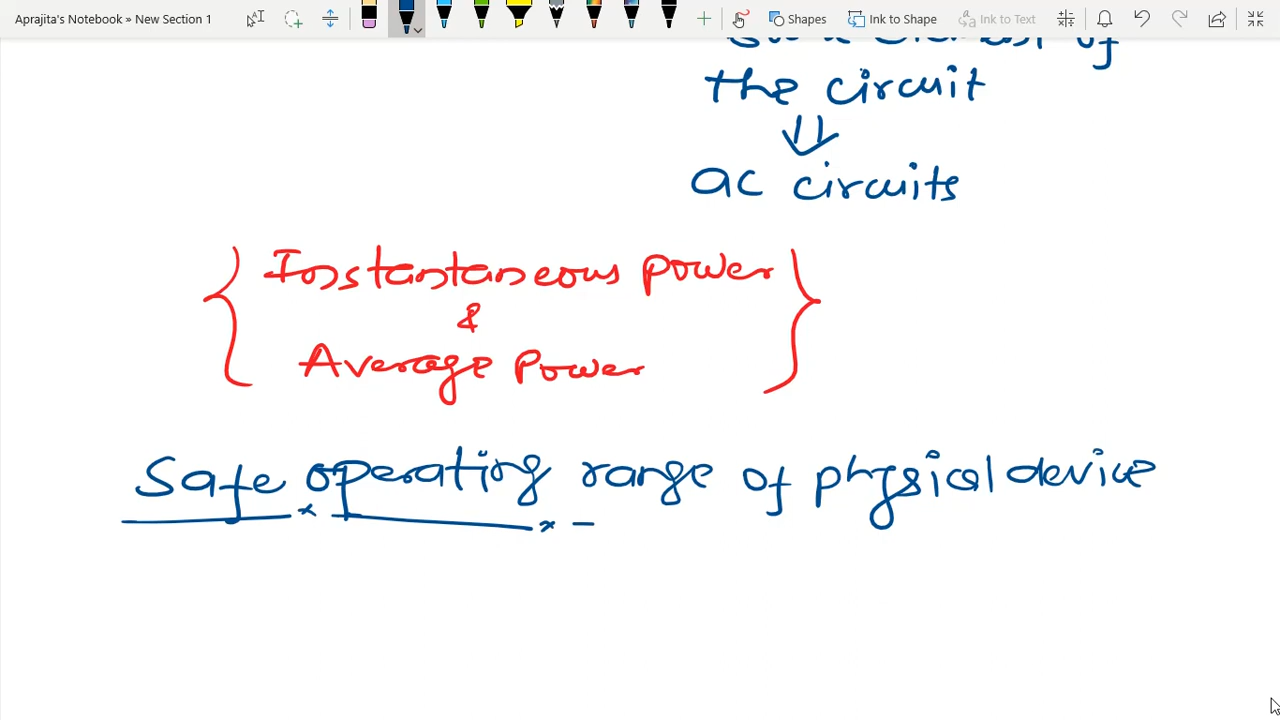 Aprajita's Notebook » New Section 1
Shapes
Ink to Shape
Ink to Text
of
the circuit
ac circuits
Instantaneous power
&
Average Power
Safe operating range of physical device